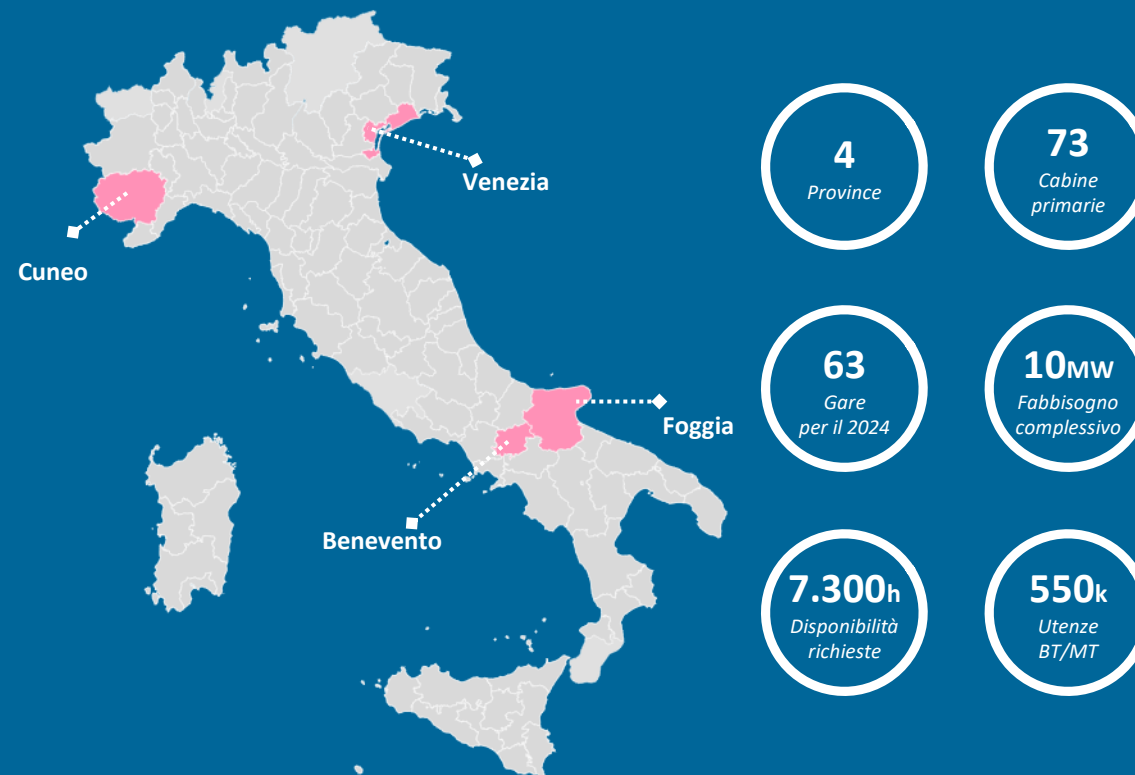 Venezia
Cuneo
Foggia
Benevento
4
Province
73
Cabine
primarie
63
Gare
per il 2024
10MW
Fabbisogno
complessivo
7.300h
Disponibilità
richieste
550k
Utenze
BT/MT